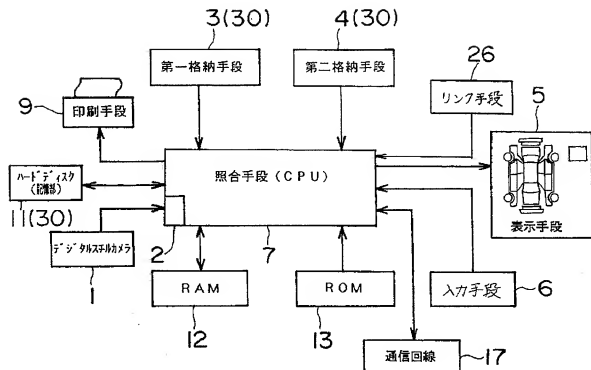 3(30)
4(30)
第一格納手段
第二格納手段
26
リンク手段
5
9
印刷手段
照合手段(CPU)
ハードディスク
(記憶部)
11(30)
表示手段
デジタルスチルカメラ
1
2
7
RAM
12
ROM
13
入力手段
6
通信回線
17